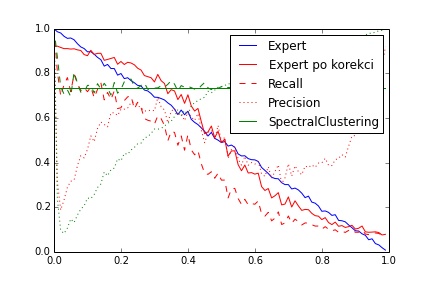 1.0
0.8
0.6
0.4
0.2
0.0
0.0 0.2 0.4 0.6 0.8 1.0
Expert
Expert po korekci
Recall
Precision
SpectralClustering